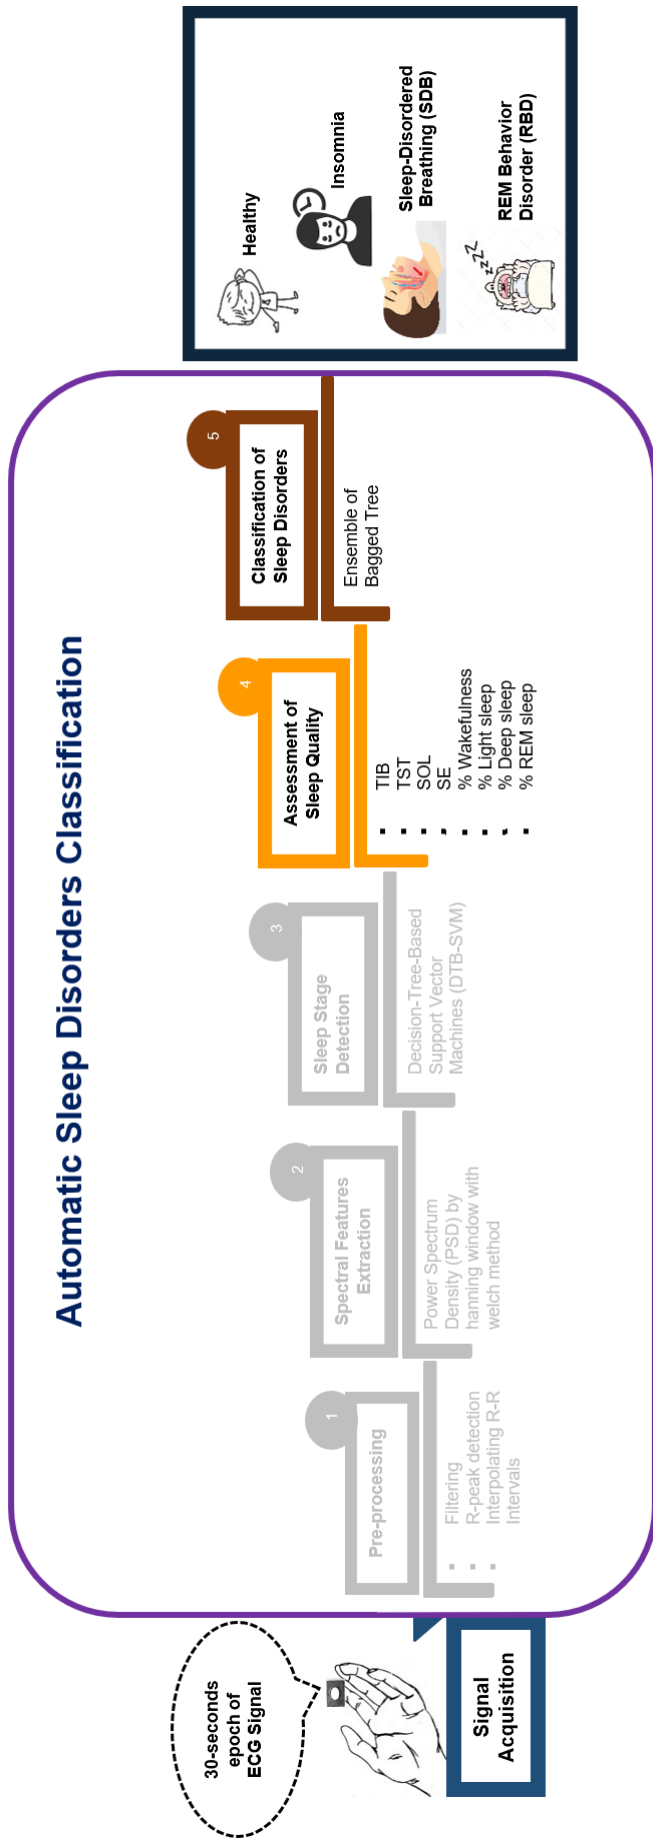 Automatic Sleep Disorders Classification
30-seconds
epoch of
ECG Signal
Signal
Acquisition
1
Pre-processing
Filtering
R-peak detection
Interpolating R-R
Intervals
2
Spectral Features
Extraction
Power Spectrum
Density (PSD) by
hanning window with
welch method
3
Sleep Stage
Detection
Decision-Tree-Based
Support Vector
Machines (DTB-SVM)
4
Assessment of
Sleep Quality
TIB
TST
SOL
SE
% Wakefulness
% Light sleep
% Deep sleep
% REM sleep
5
Classification of
Sleep Disorders
Ensemble of
Bagged Tree
Healthy
Insomnia
Sleep-Disordered
Breathing (SDB)
zzzZ
REM Behavior
Disorder (RBD)